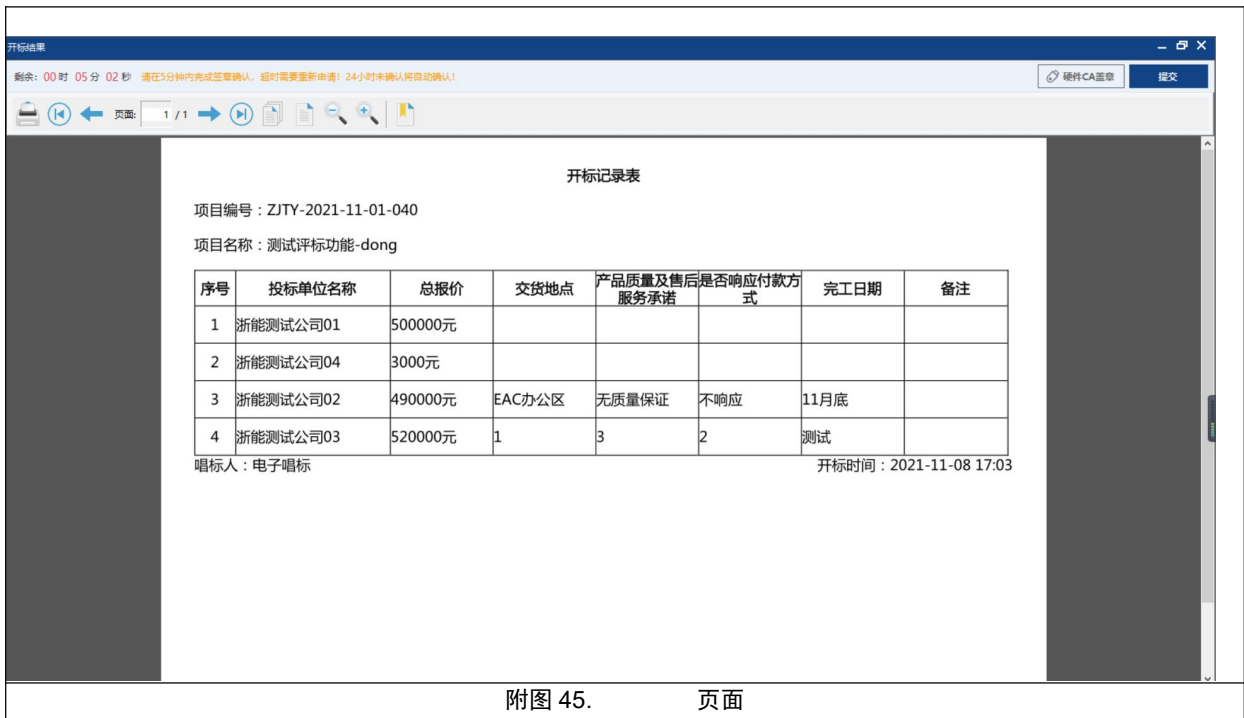 开标结果
剩余：00时 05分 02秒 请在5分钟内完成签章确认，超时需要重新申请！24小时未确认将自动确认！ 硬件CA盖章 提交
页面: 1 / 1
开标记录表
项目编号：ZJTY-2021-11-01-040
项目名称：测试评标功能-dong
序号 投标单位名称 总报价 交货地点 产品质量及售后服务承诺 是否响应付款方式 完工日期 备注
1 浙能测试公司01 500000元
2 浙能测试公司04 3000元
3 浙能测试公司02 490000元 EAC办公区 无质量保证 不响应 11月底
4 浙能测试公司03 520000元 1 3 2 测试
唱标人：电子唱标 开标时间：2021-11-08 17:03
附图 45. 页面